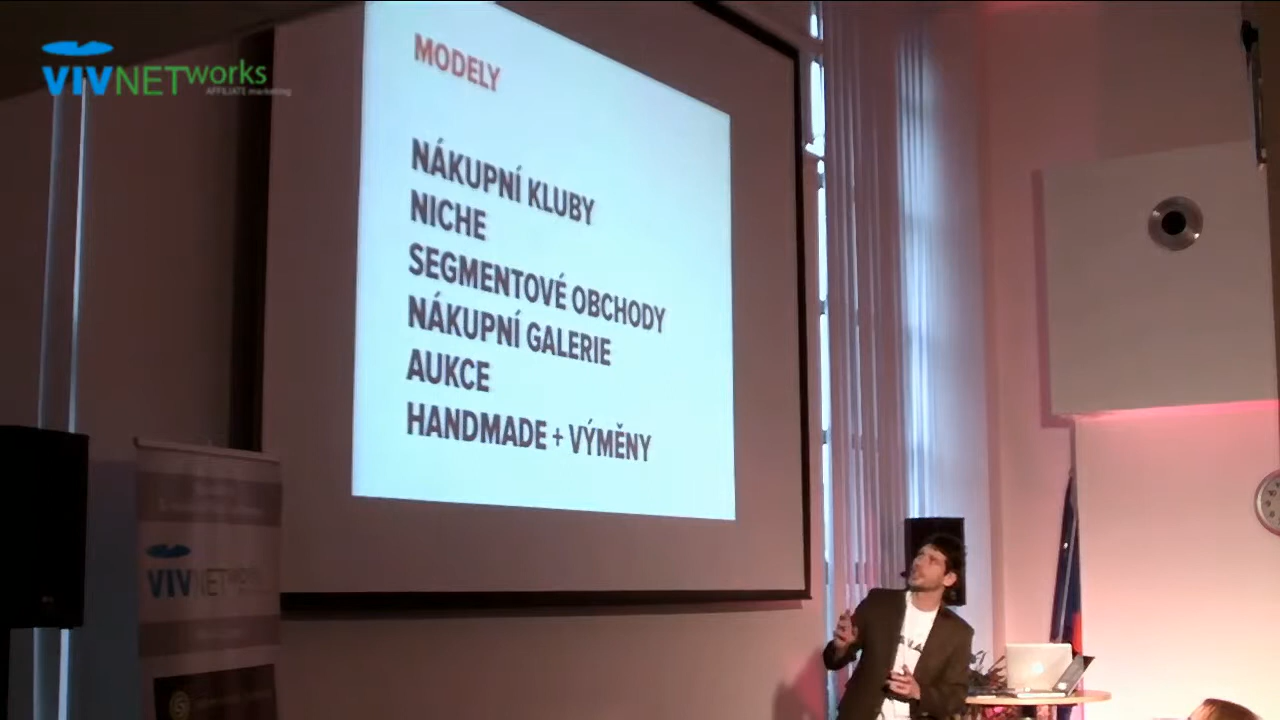 VIVNETworks
AFFILIATE marketing
MODELY
NÁKUPNÍ KLUBY
NICHE
SEGMENTOVÉ OBCHODY
NÁKUPNÍ GALERIE
AUKCE
HANDMADE + VÝMĚNY
VIVNETworks